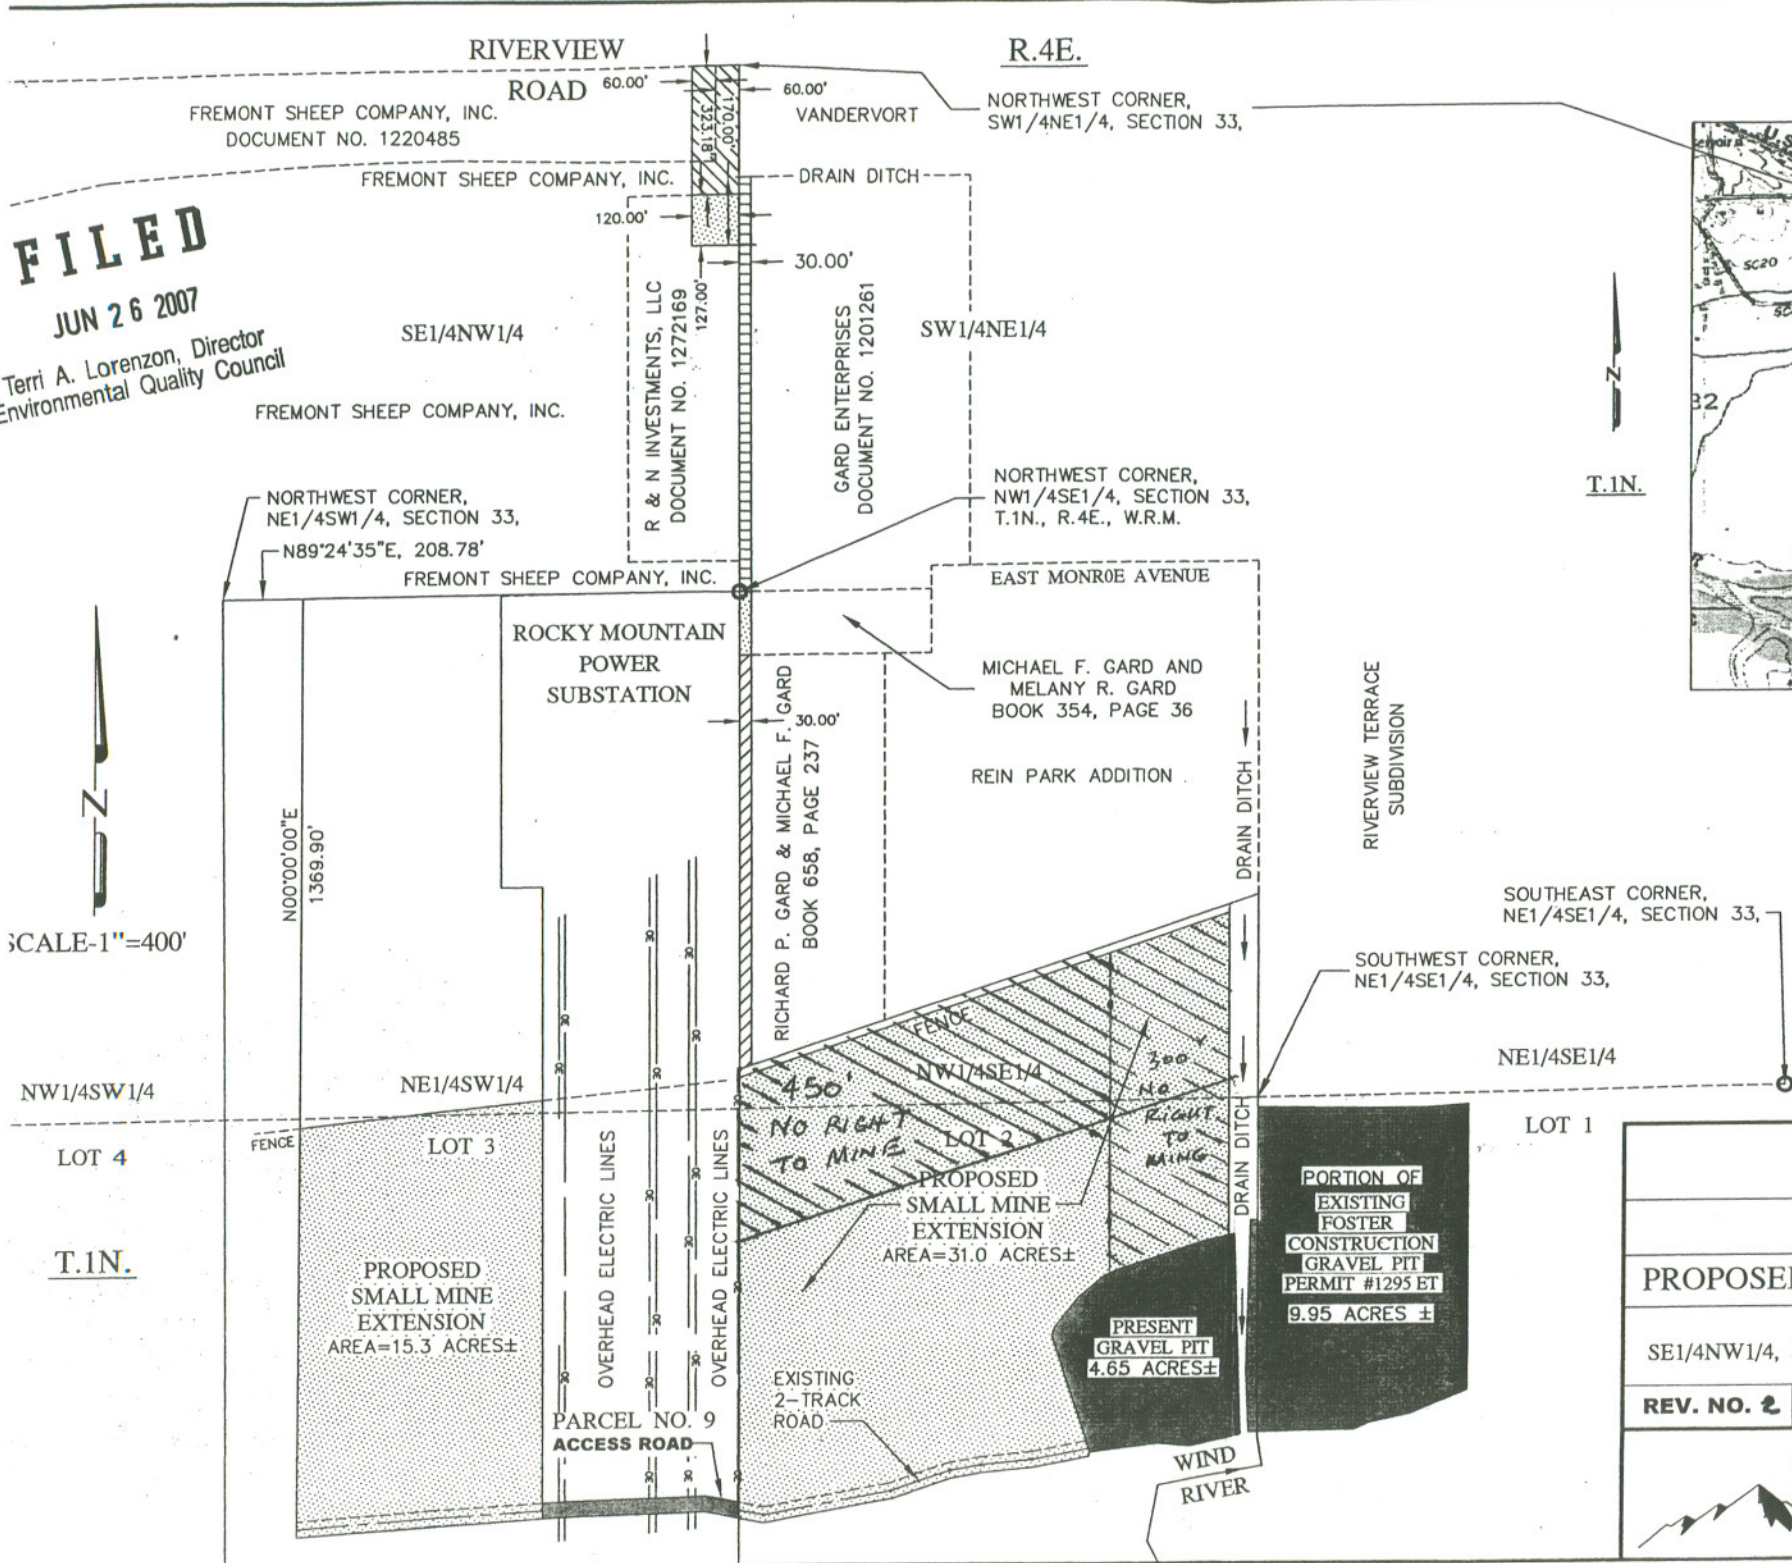 RIVERVIEW
ROAD
R.4E.
60.00'
60.00'
170.00'
323.18'
FREMONT SHEEP COMPANY, INC.
DOCUMENT NO. 1220485
VANDERVORT
NORTHWEST CORNER,
SW1/4NE1/4, SECTION 33,
FREMONT SHEEP COMPANY, INC.
DRAIN DITCH
120.00'
30.00'
127.00'
FILED
JUN 26 2007
Terri A. Lorenzon, Director
Environmental Quality Council
SE1/4NW1/4
R & N INVESTMENTS, LLC
DOCUMENT NO. 1272169
GARD ENTERPRISES
DOCUMENT NO. 1201261
SW1/4NE1/4
SC20
32
N
T.1N.
FREMONT SHEEP COMPANY, INC.
NORTHWEST CORNER,
NE1/4SW1/4, SECTION 33,
N89°24'35"E, 208.78'
FREMONT SHEEP COMPANY, INC.
NORTHWEST CORNER,
NW1/4SE1/4, SECTION 33,
T.1N., R.4E., W.R.M.
EAST MONROE AVENUE
ROCKY MOUNTAIN
POWER
SUBSTATION
MICHAEL F. GARD AND
MELANY R. GARD
BOOK 354, PAGE 36
30.00'
RICHARD P. GARD & MICHAEL F. GARD
BOOK 658, PAGE 237
REIN PARK ADDITION
DRAIN DITCH
RIVERVIEW TERRACE
SUBDIVISION
N
SCALE-1"=400'
N00°00'00"E
1369.90'
SOUTHEAST CORNER,
NE1/4SE1/4, SECTION 33,
SOUTHWEST CORNER,
NE1/4SE1/4, SECTION 33,
NE1/4SE1/4
NW1/4SW1/4
NE1/4SW1/4
FENCE
NW1/4SE1/4
450'
NO RIGHT
TO MINE
300'
NO
RIGHT
TO
MINE
LOT 4
FENCE
LOT 3
LOT 2
LOT 1
OVERHEAD ELECTRIC LINES
OVERHEAD ELECTRIC LINES
DRAIN DITCH
T.1N.
PROPOSED
SMALL MINE
EXTENSION
AREA=15.3 ACRES±
PROPOSED
SMALL MINE
EXTENSION
AREA=31.0 ACRES±
PORTION OF
EXISTING
FOSTER
CONSTRUCTION
GRAVEL PIT
PERMIT #1295 ET
9.95 ACRES ±
PRESENT
GRAVEL PIT
4.65 ACRES±
EXISTING
2-TRACK
ROAD
PARCEL NO. 9
ACCESS ROAD
WIND
RIVER
PROPOSE
SE1/4NW1/4,
REV. NO. 2